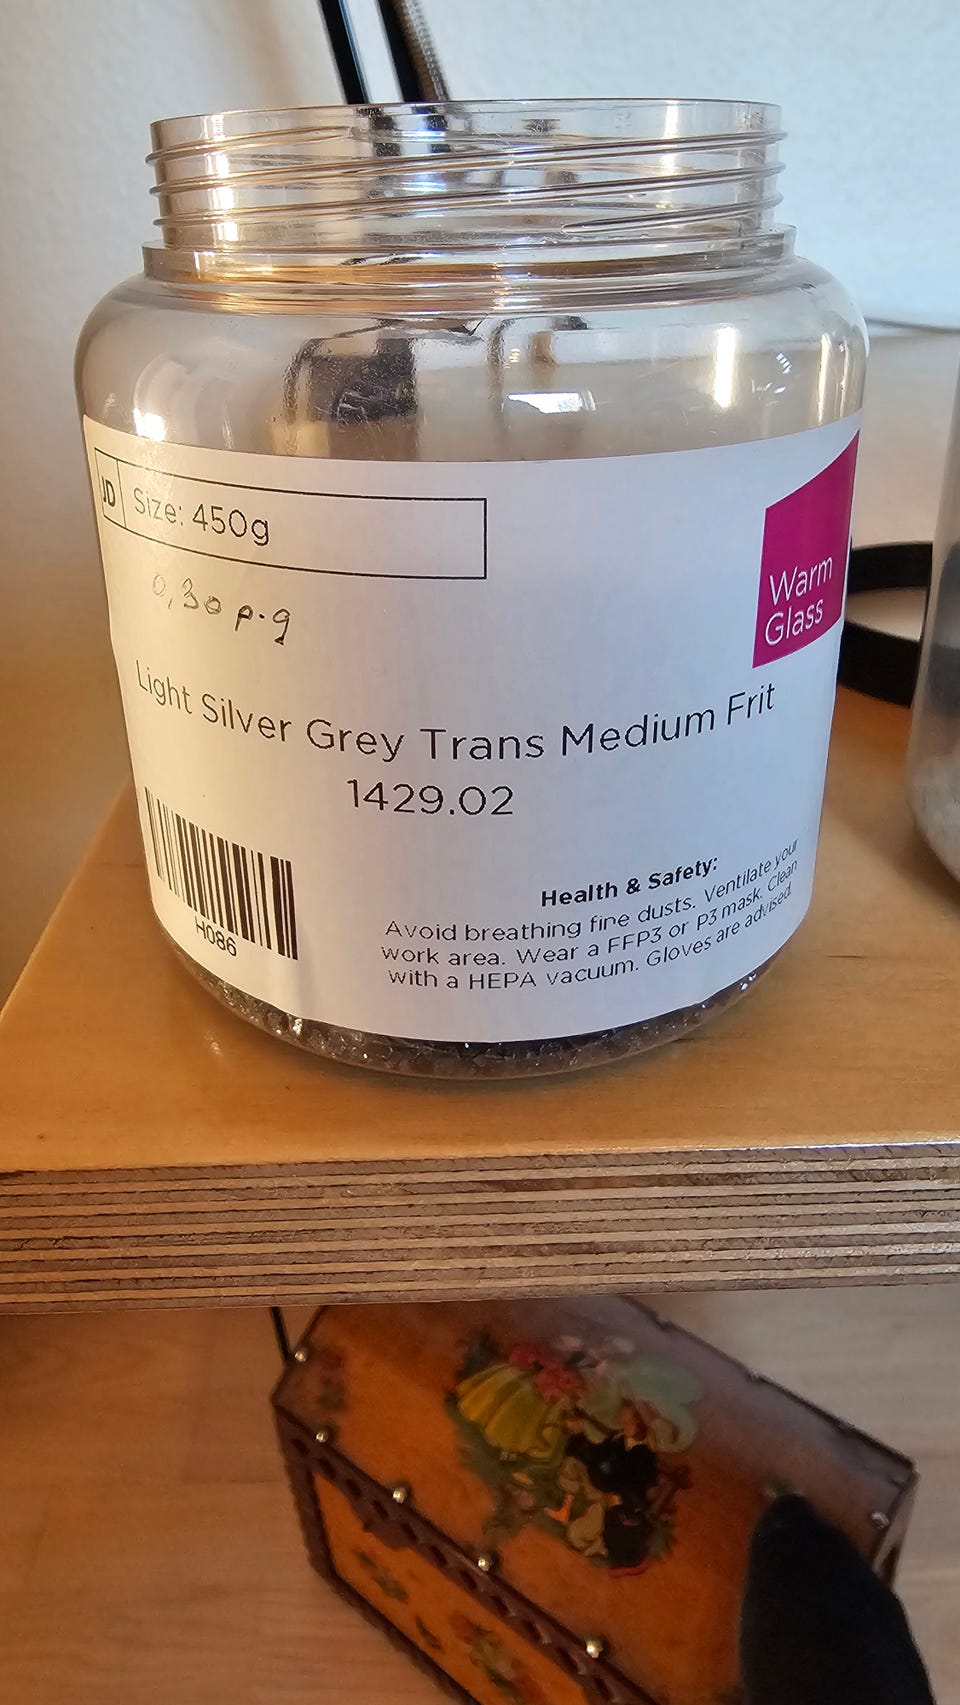 JD Size: 450g
0,30 p.g
Warm
Glass
Light Silver Grey Trans Medium Frit
1429.02
H086
Health & Safety:
Avoid breathing fine dusts. Ventilate your
work area. Wear a FFP3 or P3 mask. Clean
with a HEPA vacuum. Gloves are advised.